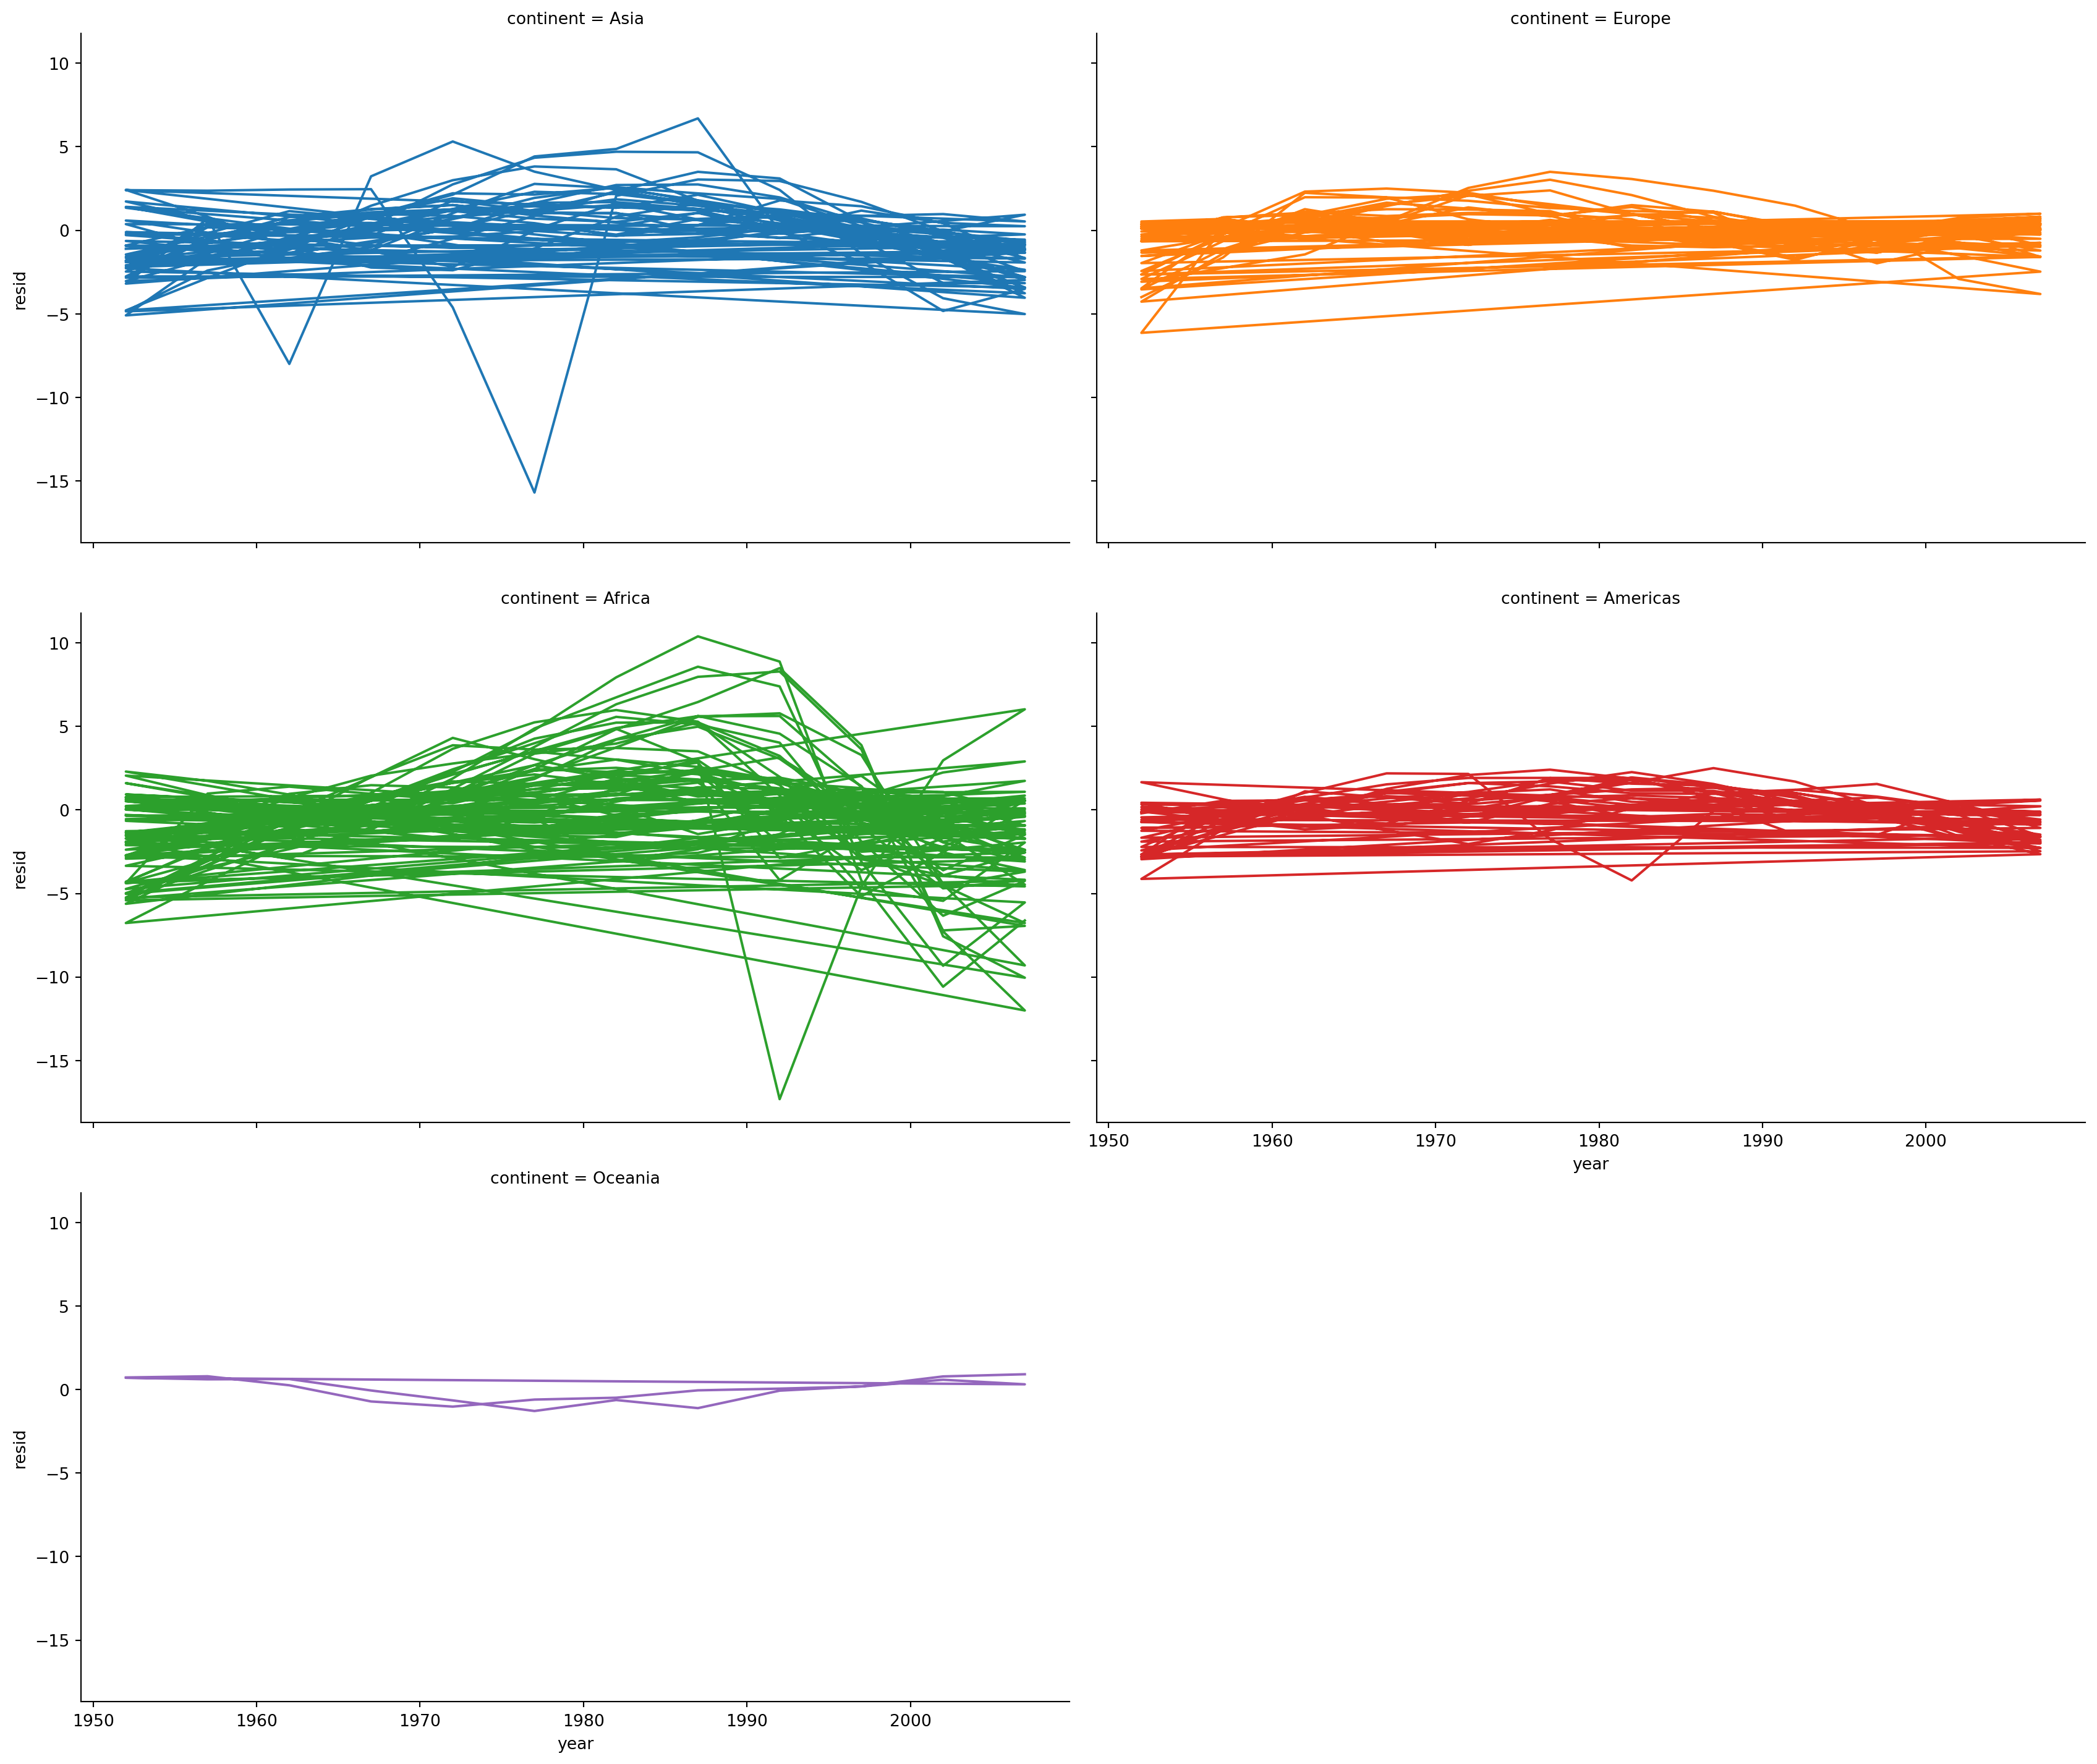 continent = Asia
continent = Europe
10
5
0
−5
−10
−15
resid
continent = Africa
continent = Americas
10
5
0
−5
−10
−15
resid
1950 1960 1970 1980 1990 2000
year
continent = Oceania
10
5
0
−5
−10
−15
resid
1950 1960 1970 1980 1990 2000
year